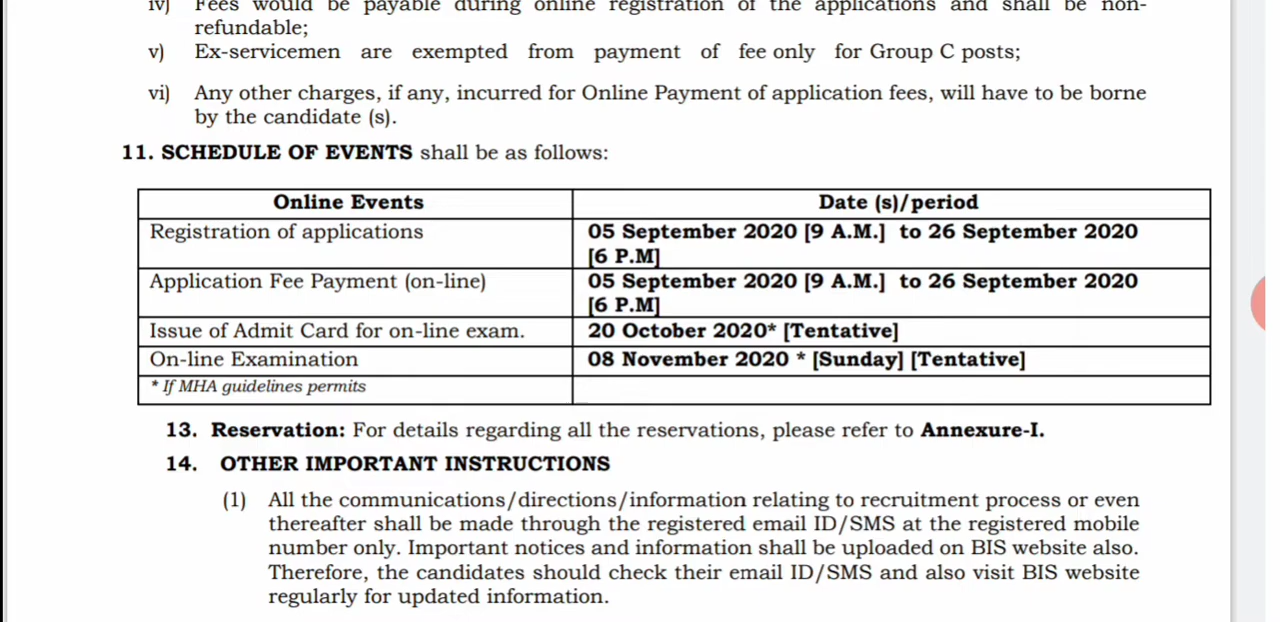 iv) Fees would be payable during online registration of the applications and shall be non-
refundable;
v) Ex-servicemen are exempted from payment of fee only for Group C posts;
vi) Any other charges, if any, incurred for Online Payment of application fees, will have to be borne
by the candidate (s).
11. SCHEDULE OF EVENTS shall be as follows:
Online Events Date (s)/period
Registration of applications 05 September 2020 [9 A.M.] to 26 September 2020
[6 P.M]
Application Fee Payment (on-line) 05 September 2020 [9 A.M.] to 26 September 2020
[6 P.M]
Issue of Admit Card for on-line exam. 20 October 2020* [Tentative]
On-line Examination 08 November 2020 * [Sunday] [Tentative]
* If MHA guidelines permits
13. Reservation: For details regarding all the reservations, please refer to Annexure-I.
14. OTHER IMPORTANT INSTRUCTIONS
(1) All the communications/directions/information relating to recruitment process or even
thereafter shall be made through the registered email ID/SMS at the registered mobile
number only. Important notices and information shall be uploaded on BIS website also.
Therefore, the candidates should check their email ID/SMS and also visit BIS website
regularly for updated information.